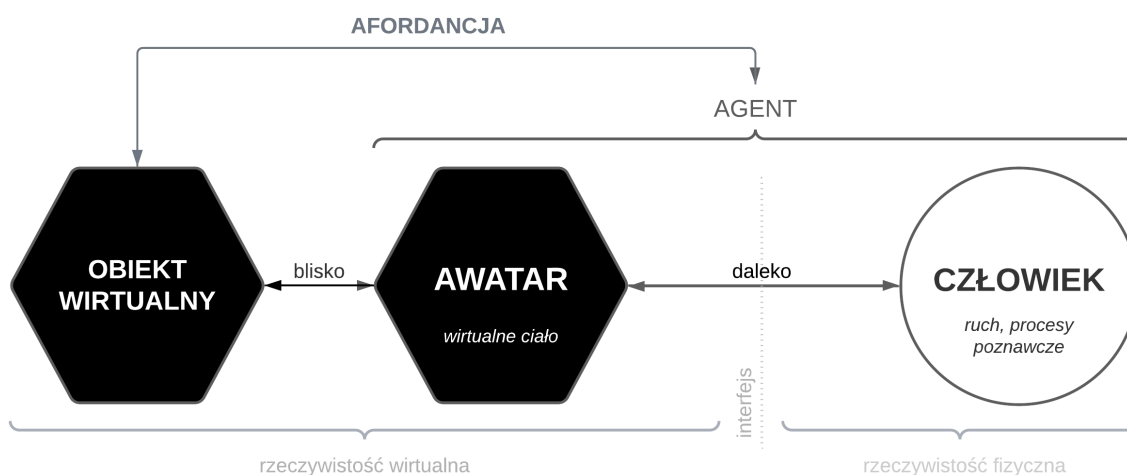 AFORDANCJA
AGENT
OBIEKT
WIRTUALNY
blisko
AWATAR
wirtualne ciało
daleko
interfejs
CZŁOWIEK
ruch, procesy
poznawcze
rzeczywistość wirtualna
rzeczywistość fizyczna